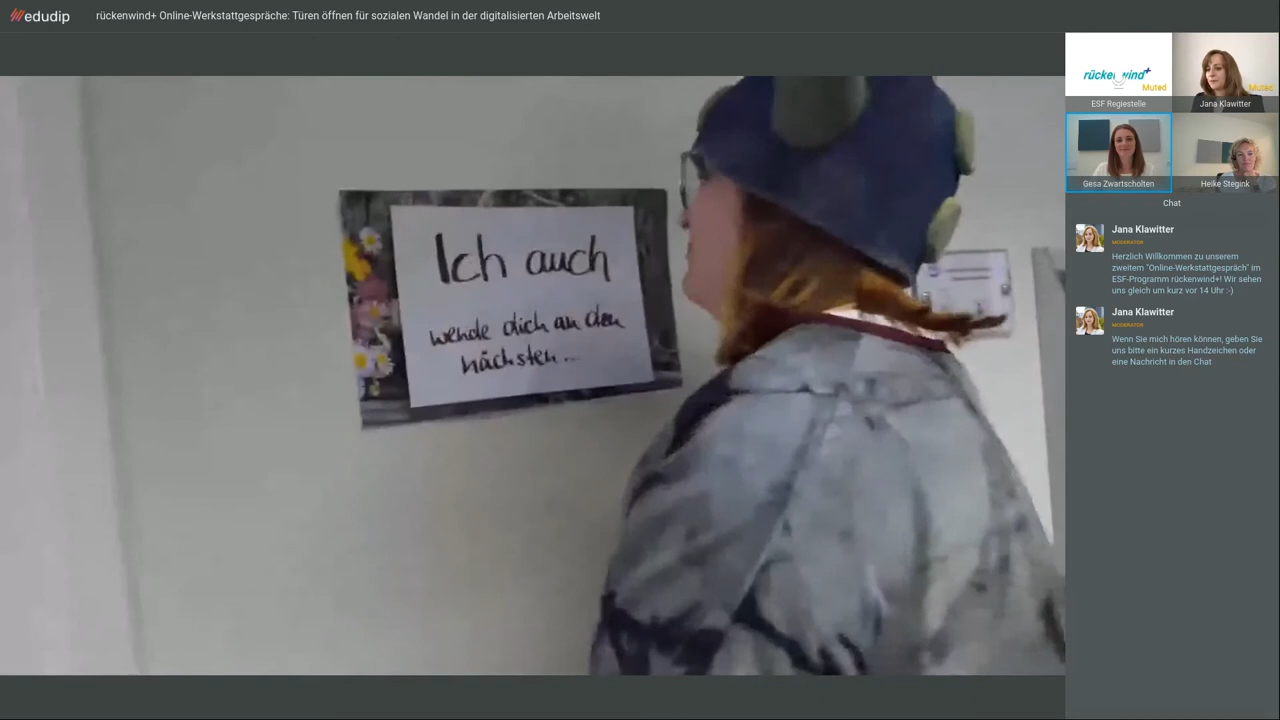 edudip
rückenwind+ Online-Werkstattgespräche: Türen öffnen für sozialen Wandel in der digitalisierten Arbeitswelt
Ich auch
wende dich an den
nächsten...
Muted
ESF Regiestelle
Muted
Jana Klawitter
Gesa Zwartscholten
Heike Stegink
Chat
Jana Klawitter
MODERATOR
Herzlich Willkommen zu unserem
zweitem "Online-Werkstattgespräch" im
ESF-Programm rückenwind+! Wir sehen
uns gleich um kurz vor 14 Uhr :-)
Jana Klawitter
MODERATOR
Wenn Sie mich hören können, geben Sie
uns bitte ein kurzes Handzeichen oder
eine Nachricht in den Chat